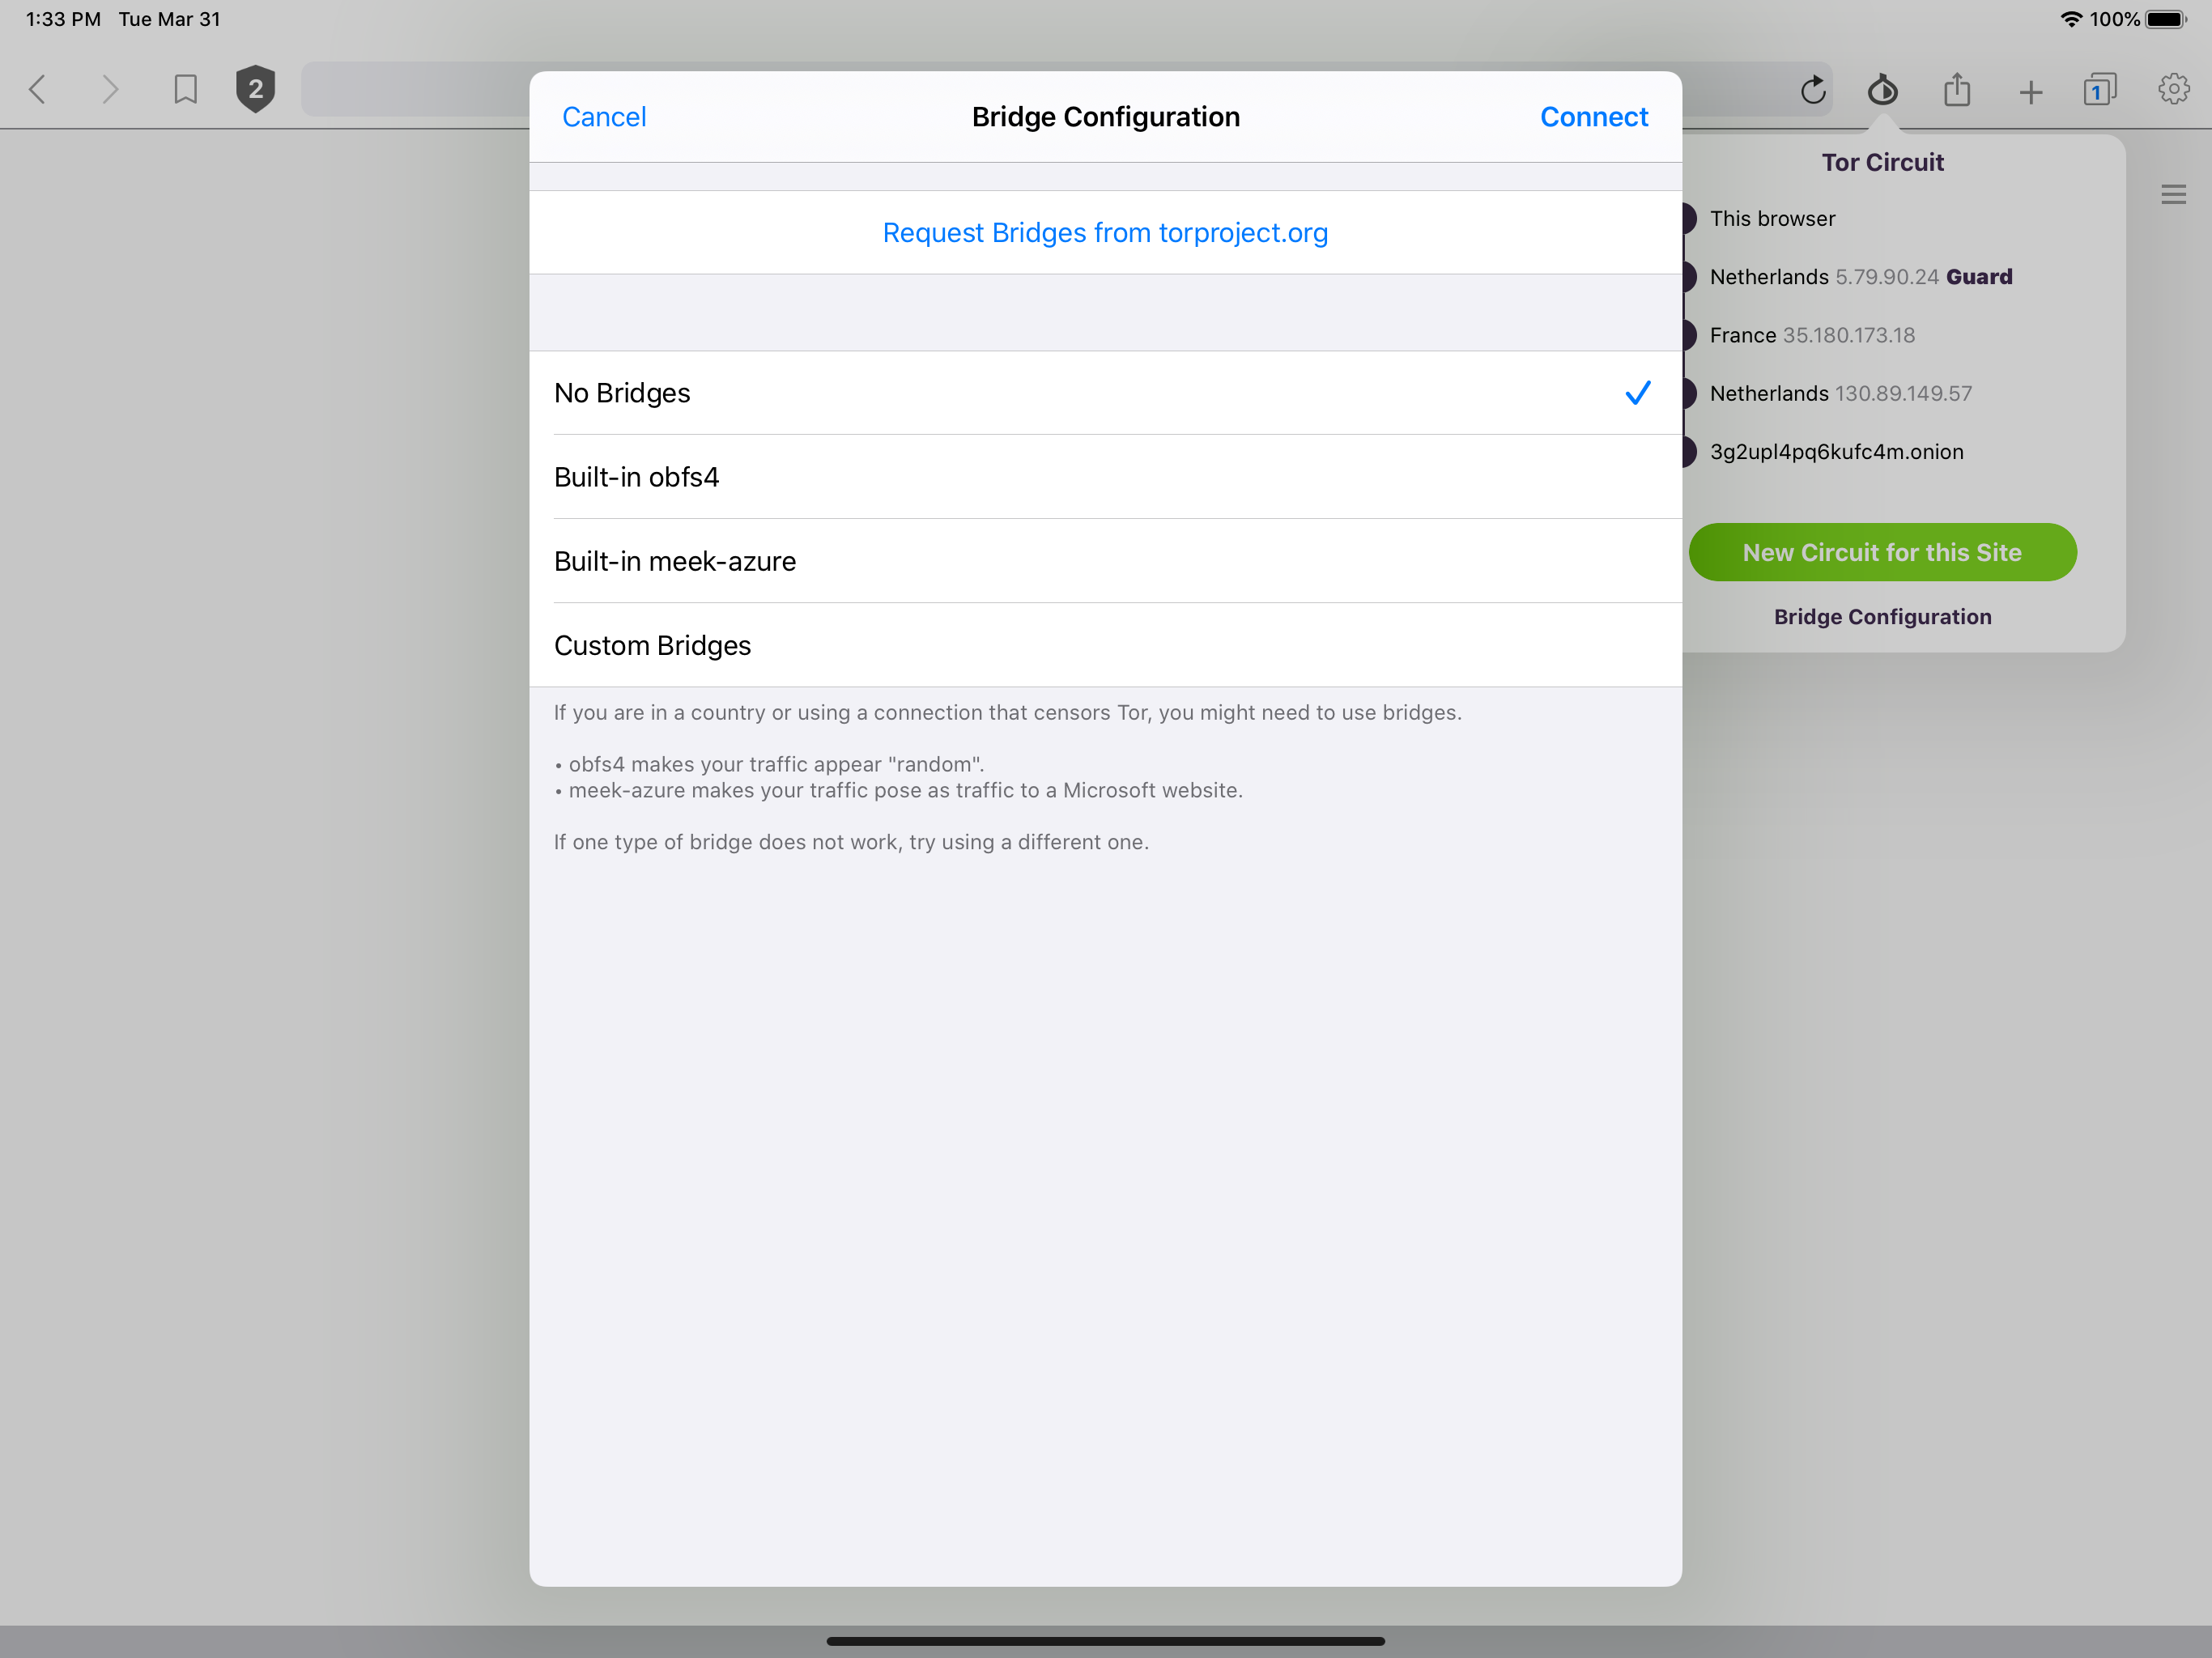 1:33 PM Tue Mar 31
100%
2
1
Cancel
Bridge Configuration
Connect
Request Bridges from torproject.org
No Bridges
Built-in obfs4
Built-in meek-azure
Custom Bridges
If you are in a country or using a connection that censors Tor, you might need to use bridges.
• obfs4 makes your traffic appear "random".
• meek-azure makes your traffic pose as traffic to a Microsoft website.
If one type of bridge does not work, try using a different one.
Tor Circuit
This browser
Netherlands 5.79.90.24 Guard
France 35.180.173.18
Netherlands 130.89.149.57
3g2upl4pq6kufc4m.onion
New Circuit for this Site
Bridge Configuration